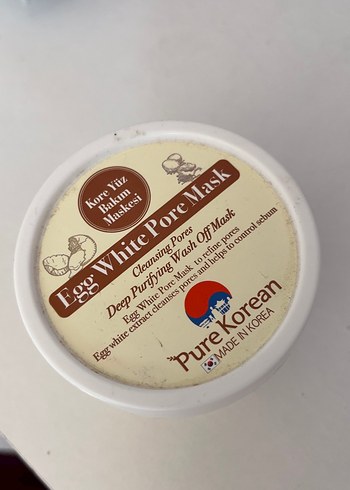 Kore Yüz
Bakım
Maskesi
Egg White Pore Mask
Cleansing Pores
Deep Purifying Wash Off Mask
Egg White Pore Mask to refine pores
Egg white extract cleanses pores and helps to control sebum
Pure Korean
MADE IN KOREA